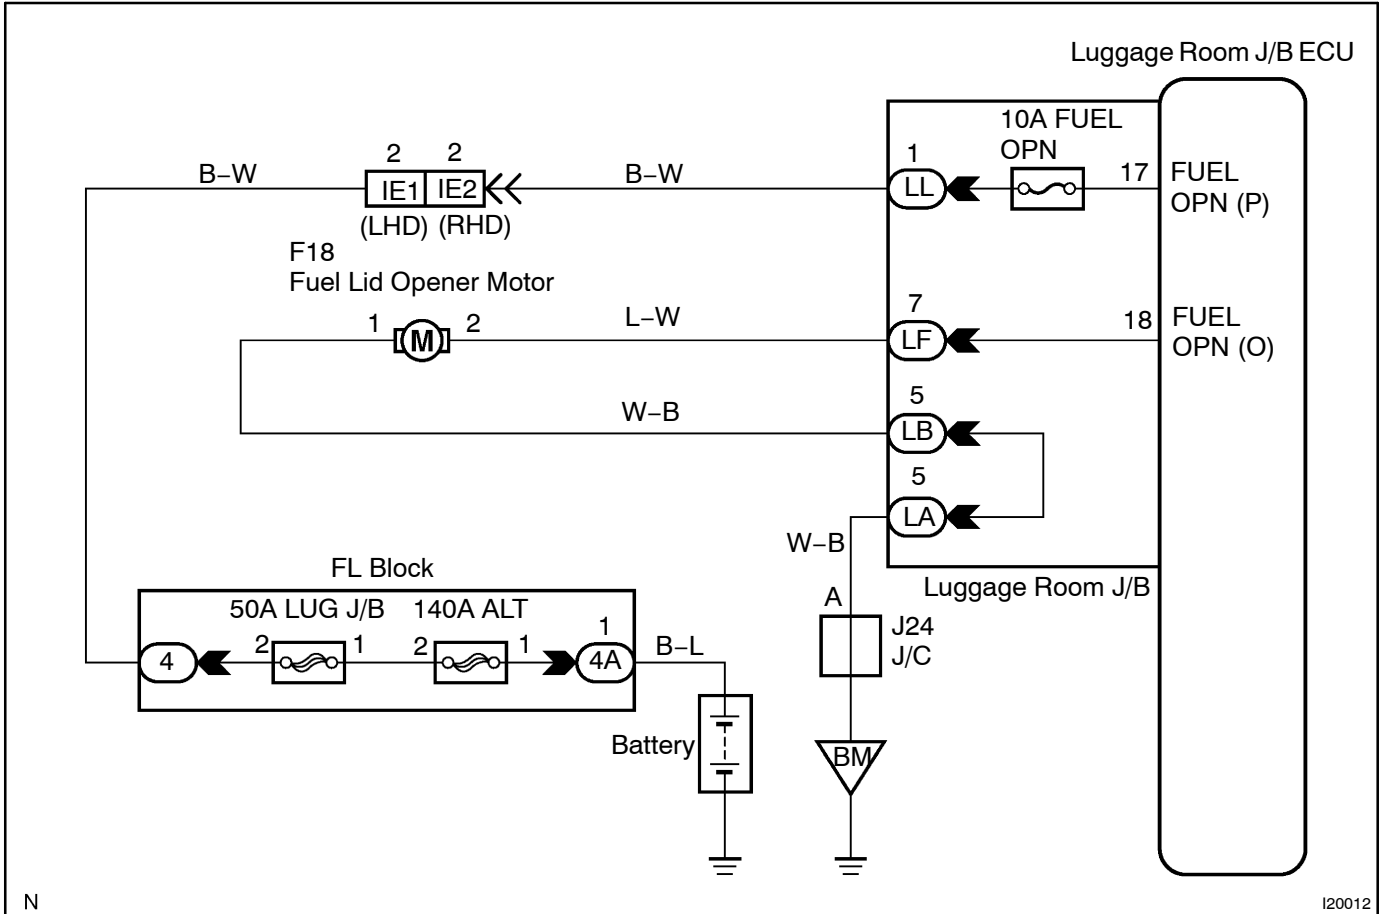 Luggage Room J/B ECU
10A FUEL
OPN
2 2
1
B–W
IE1 IE2
B–W
LL
17
FUEL
OPN (P)
(LHD) (RHD)
F18
Fuel Lid Opener Motor
1
M
2
L–W
7
LF
18
FUEL
OPN (O)
5
W–B
LB
5
LA
W–B
FL Block
Luggage Room J/B
50A LUG J/B 140A ALT
A
J24
J/C
2 1 2 1
1
4
4A
B–L
Battery
BM
N
I20012